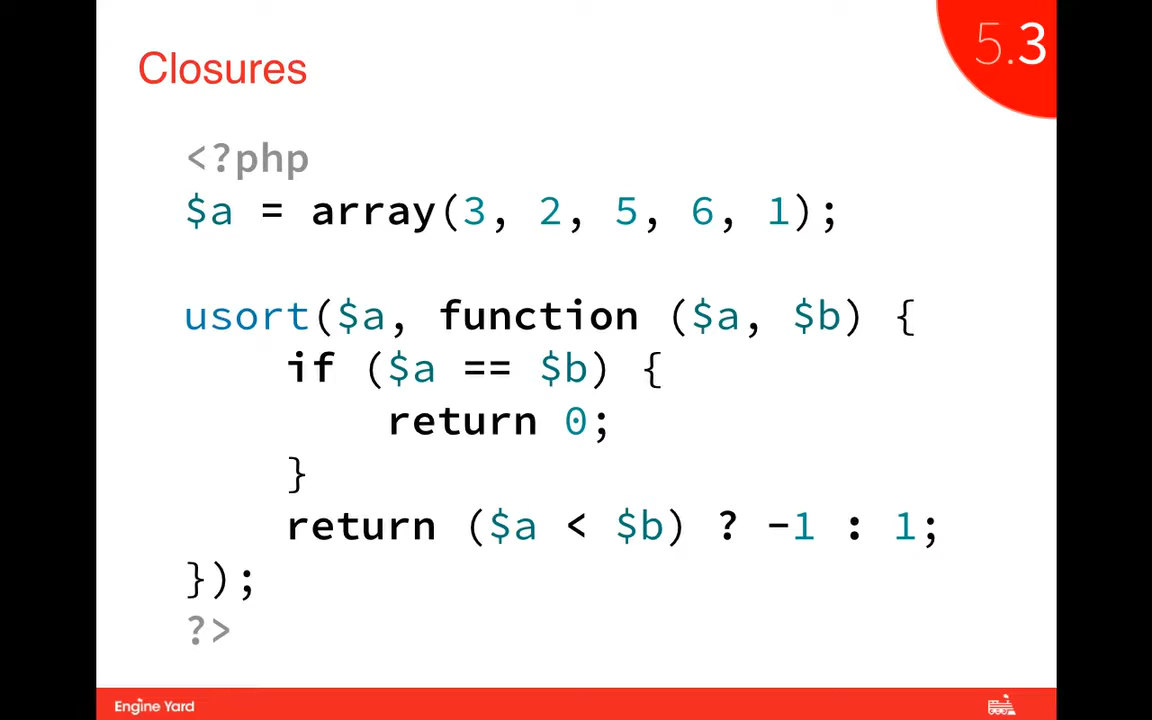 5.3
Closures
<?php
$a = array(3, 2, 5, 6, 1);
usort($a, function ($a, $b) {
    if ($a == $b) {
        return 0;
    }
    return ($a < $b) ? -1 : 1;
});
?>
Engine Yard